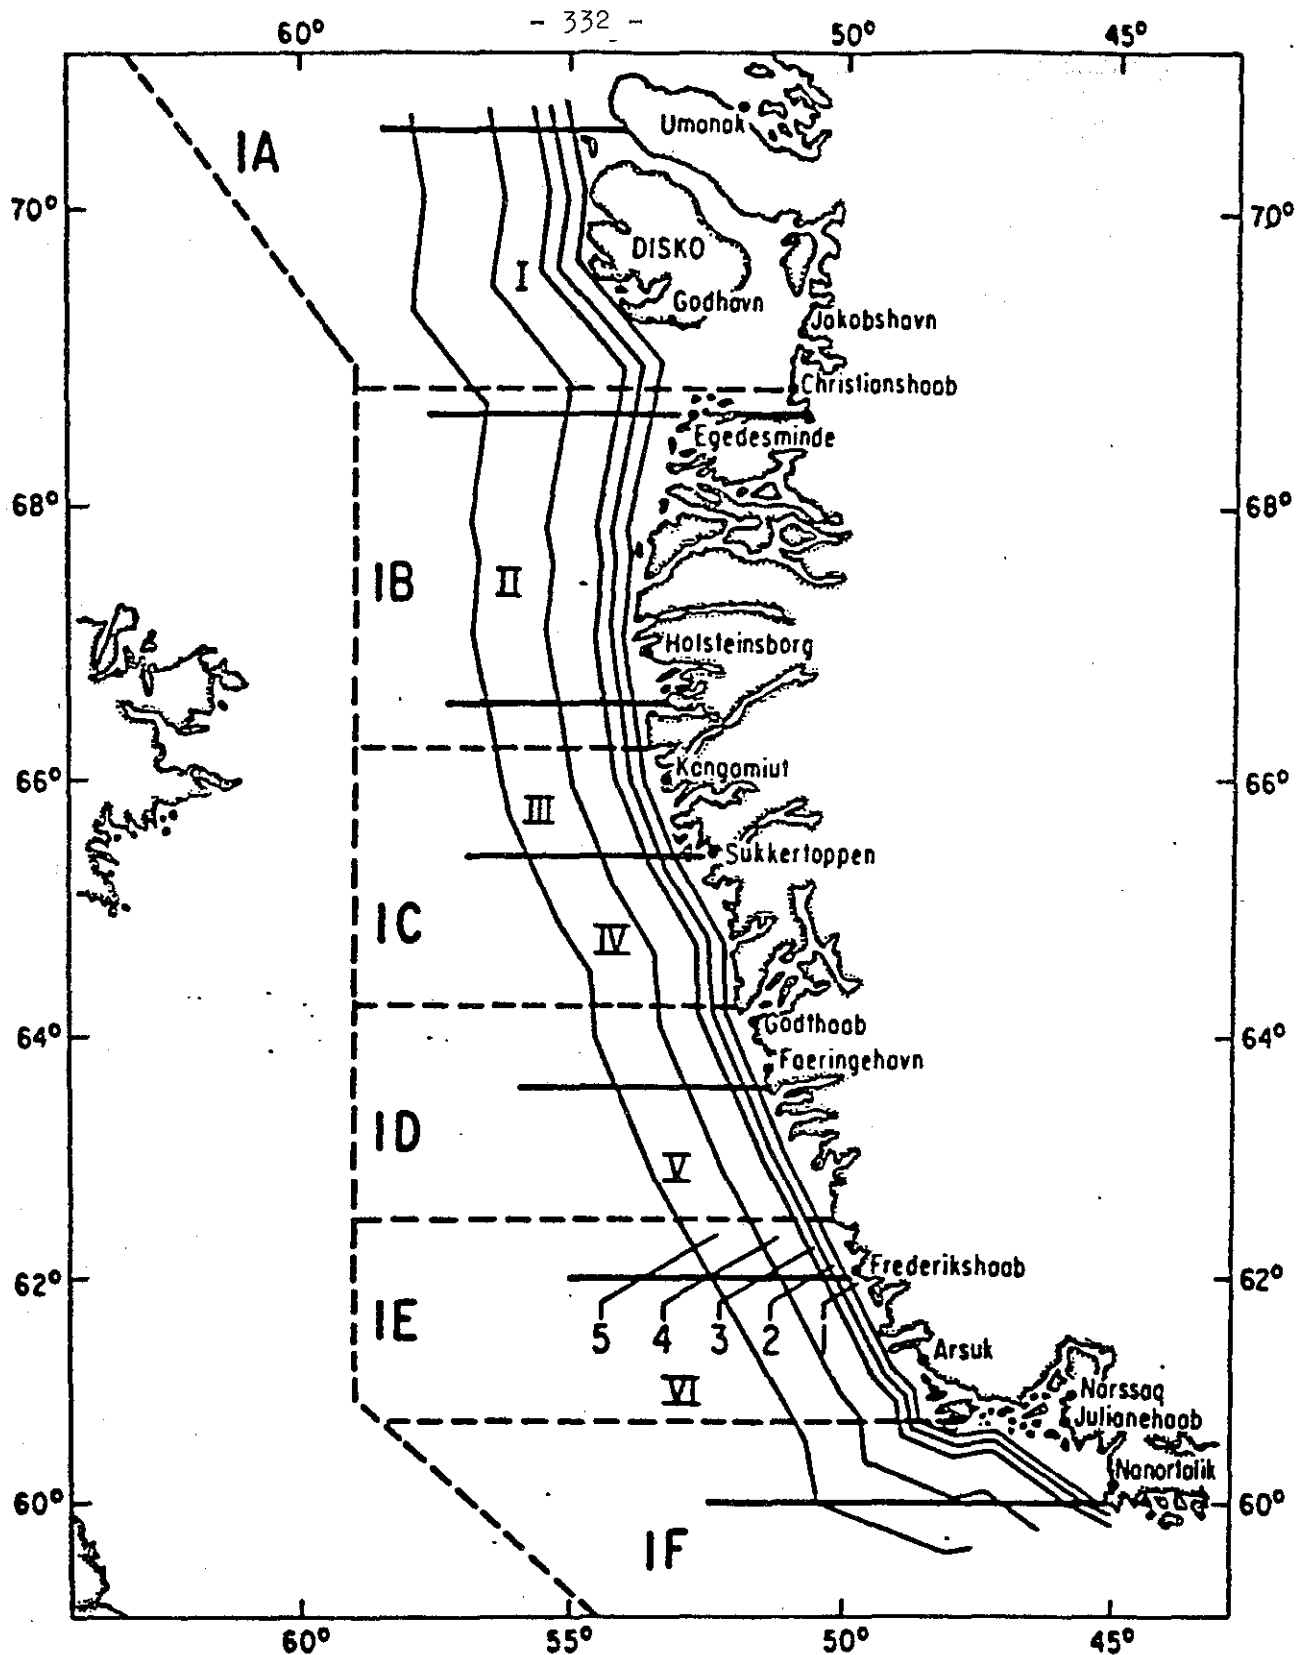 - 332 -
60° 50° 45°
Umanak
IA
70° 70°
DISKO
I
Godhavn
Jakobshavn
Christianshaab
Egedesminde
68° 68°
IB
II
Holsteinsborg
Kangamiut
66° 66°
III
Sukkertoppen
IC
IV
Godthaab
64° 64°
Faeringehavn
ID
V
Frederikshaab
62° 62°
IE
5 4 3 2 1
Arsuk
VI
Narssaq
Julianehaab
Nanortalik
60° 60°
IF
60° 55° 50° 45°